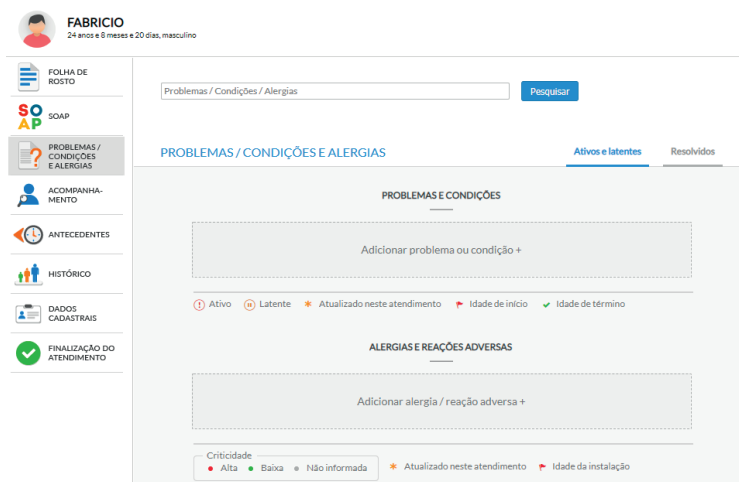 FABRICIO
24 anos e 8 meses e 20 dias, masculino
FOLHA DE
ROSTO
SO
AP
SOAP
PROBLEMAS /
CONDIÇÕES
E ALERGIAS
ACOMPANHA-
MENTO
ANTECEDENTES
HISTÓRICO
DADOS
CADASTRAIS
FINALIZAÇÃO DO
ATENDIMENTO
Problemas / Condições / Alergias
Pesquisar
PROBLEMAS / CONDIÇÕES E ALERGIAS
Ativos e latentes
Resolvidos
PROBLEMAS E CONDIÇÕES
Adicionar problema ou condição +
Ativo Latente Atualizado neste atendimento Idade de início Idade de término
ALERGIAS E REAÇÕES ADVERSAS
Adicionar alergia / reação adversa +
Criticidade
Alta Baixa Não informada Atualizado neste atendimento Idade da instalação